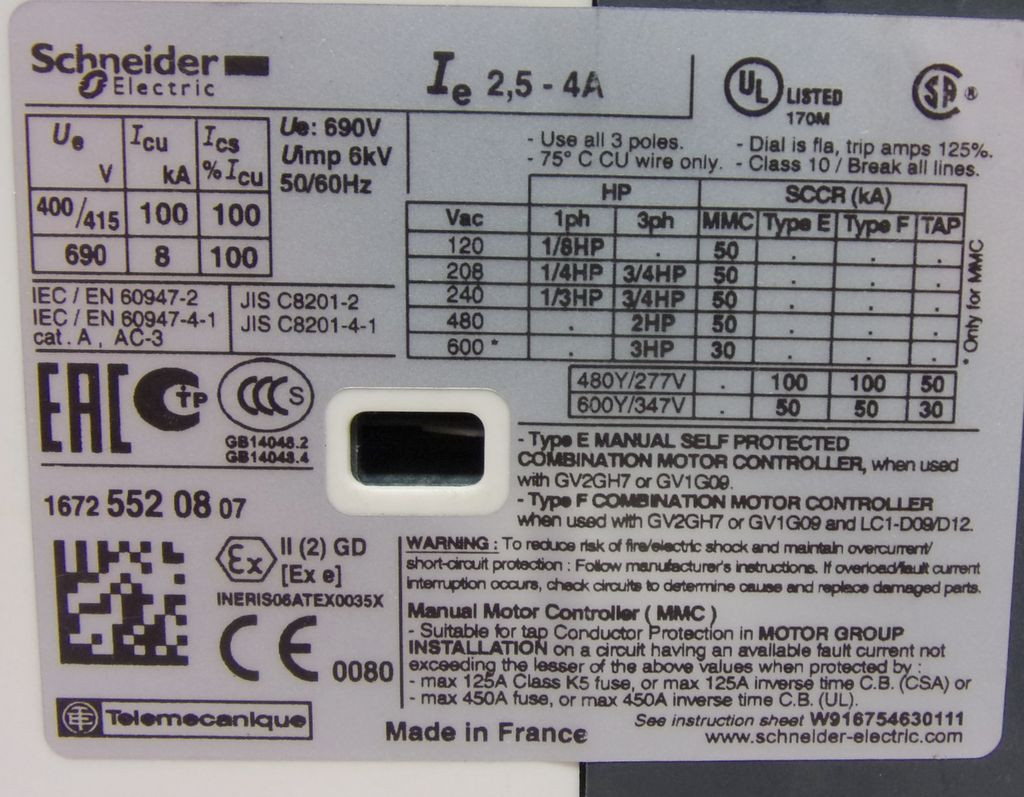 Schneider Electric
Ie 2,5 - 4A
UL LISTED 170M
SA ®
Ue V Icu kA Ics % Icu
400/415 100 100
690 8 100
Ue: 690V
Uimp 6kV
50/60Hz
- Use all 3 poles.
- 75° C CU wire only.
- Dial is fla, trip amps 125%.
- Class 10 / Break all lines.
HP SCCR (kA)
Vac 1ph 3ph MMC Type E Type F TAP
120 1/8HP . 50 . . .
208 1/4HP 3/4HP 50 . . .
240 1/3HP 3/4HP 50 . . .
480 . 2HP 50 . . .
600 * . 3HP 30 . . .
480Y/277V . 100 100 50
600Y/347V . 50 50 30
* Only for MMC
IEC / EN 60947-2
IEC / EN 60947-4-1
cat. A , AC-3
JIS C8201-2
JIS C8201-4-1
EAC
CCC S
GB14048.2
GB14048.4
1672 552 08 07
- Type E MANUAL SELF PROTECTED
COMBINATION MOTOR CONTROLLER, when used
with GV2GH7 or GV1G09.
- Type F COMBINATION MOTOR CONTROLLER
when used with GV2GH7 or GV1G09 and LC1-D09/D12.
Ex II (2) GD
[Ex e]
INERIS06ATEX0035X
CE 0080
WARNING : To reduce risk of fire/electric shock and maintain overcurrent/
short-circuit protection : Follow manufacturer's instructions. If overload/fault current
interruption occurs, check circuits to determine cause and replace damaged parts.
Manual Motor Controller ( MMC )
- Suitable for tap Conductor Protection in MOTOR GROUP
INSTALLATION on a circuit having an available fault current not
exceeding the lesser of the above values when protected by :
- max 125A Class K5 fuse, or max 125A inverse time C.B. (CSA) or
- max 450A fuse, or max 450A inverse time C.B. (UL).
Telemecanique
Made in France
See instruction sheet W916754630111
www.schneider-electric.com